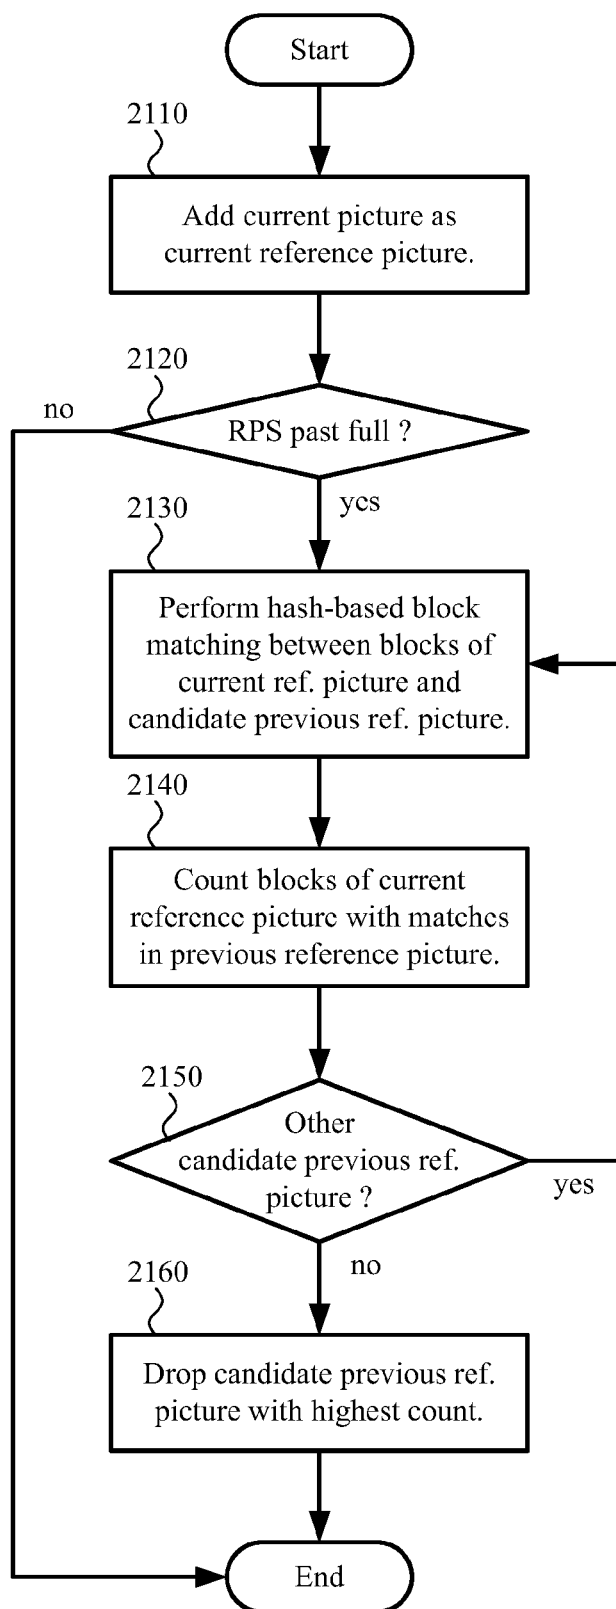 Start
2110
Add current picture as
current reference picture.
2120
no
RPS past full ?
yes
2130
Perform hash-based block
matching between blocks of
current ref. picture and
candidate previous ref. picture.
2140
Count blocks of current
reference picture with matches
in previous reference picture.
2150
Other
candidate previous ref.
picture ?
yes
no
2160
Drop candidate previous ref.
picture with highest count.
End